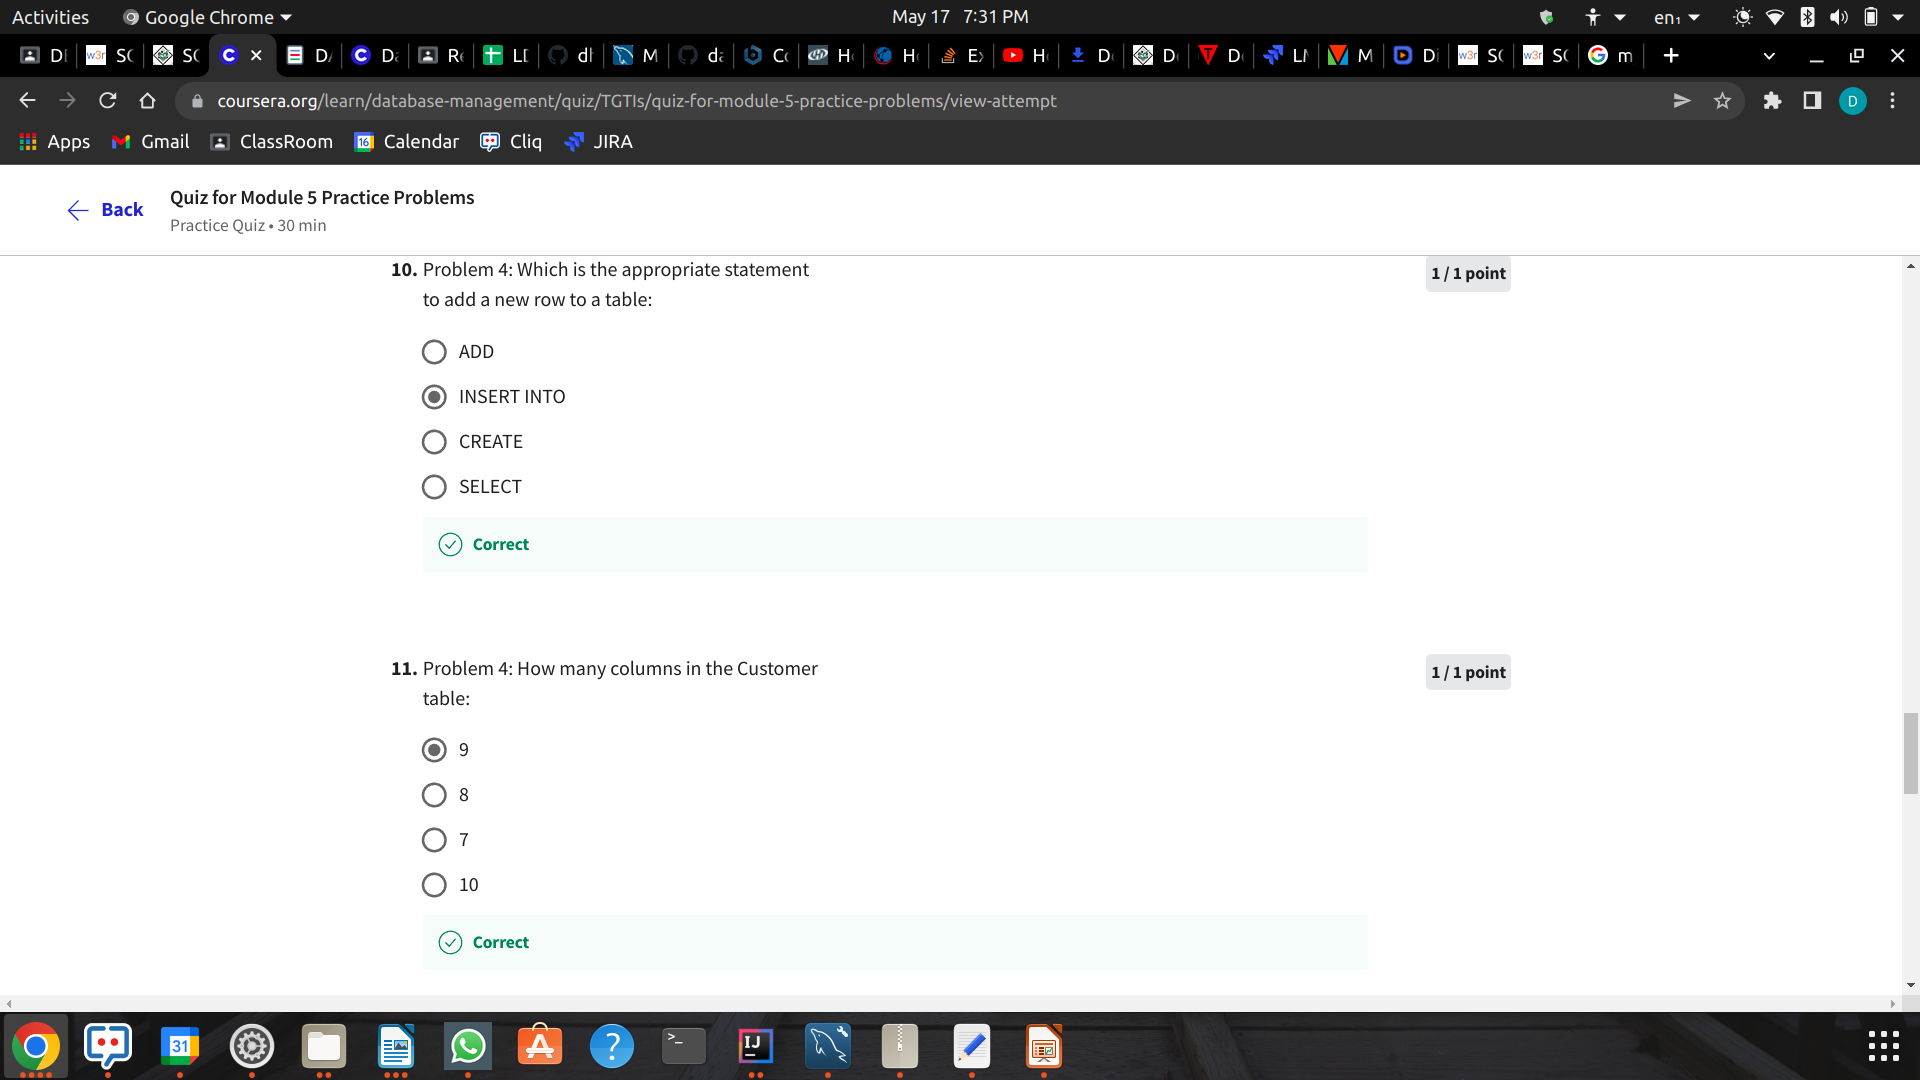 Activities Google Chrome May 17 7:31 PM en₁
coursera.org/learn/database-management/quiz/TGTIs/quiz-for-module-5-practice-problems/view-attempt D
Apps Gmail ClassRoom 16 Calendar Cliq JIRA
Back
Quiz for Module 5 Practice Problems
Practice Quiz • 30 min
10. Problem 4: Which is the appropriate statement
to add a new row to a table:
1 / 1 point
ADD
INSERT INTO
CREATE
SELECT
Correct
11. Problem 4: How many columns in the Customer
table:
1 / 1 point
9
8
7
10
Correct
31 IJ